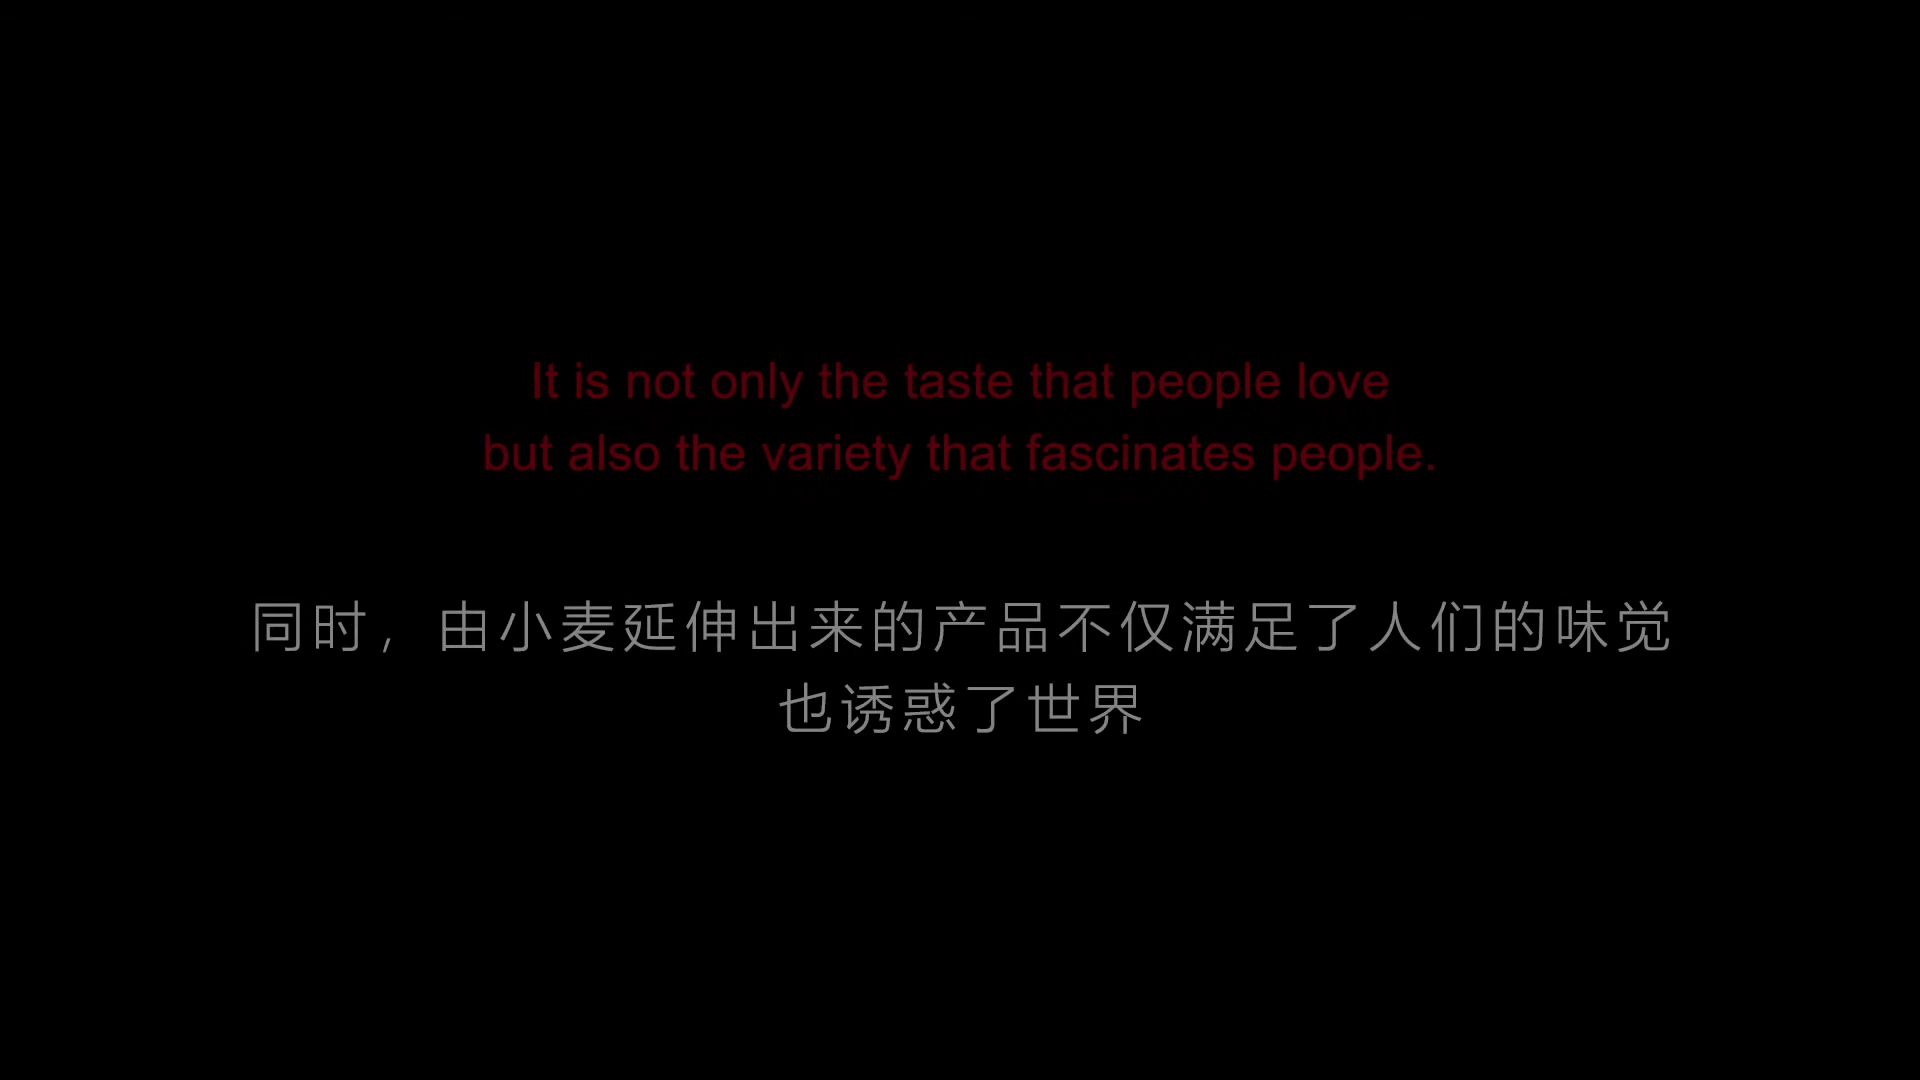 It is not only the taste that people love
but also the variety that fascinates people.
同时，由小麦延伸出来的产品不仅满足了人们的味觉
也诱惑了世界